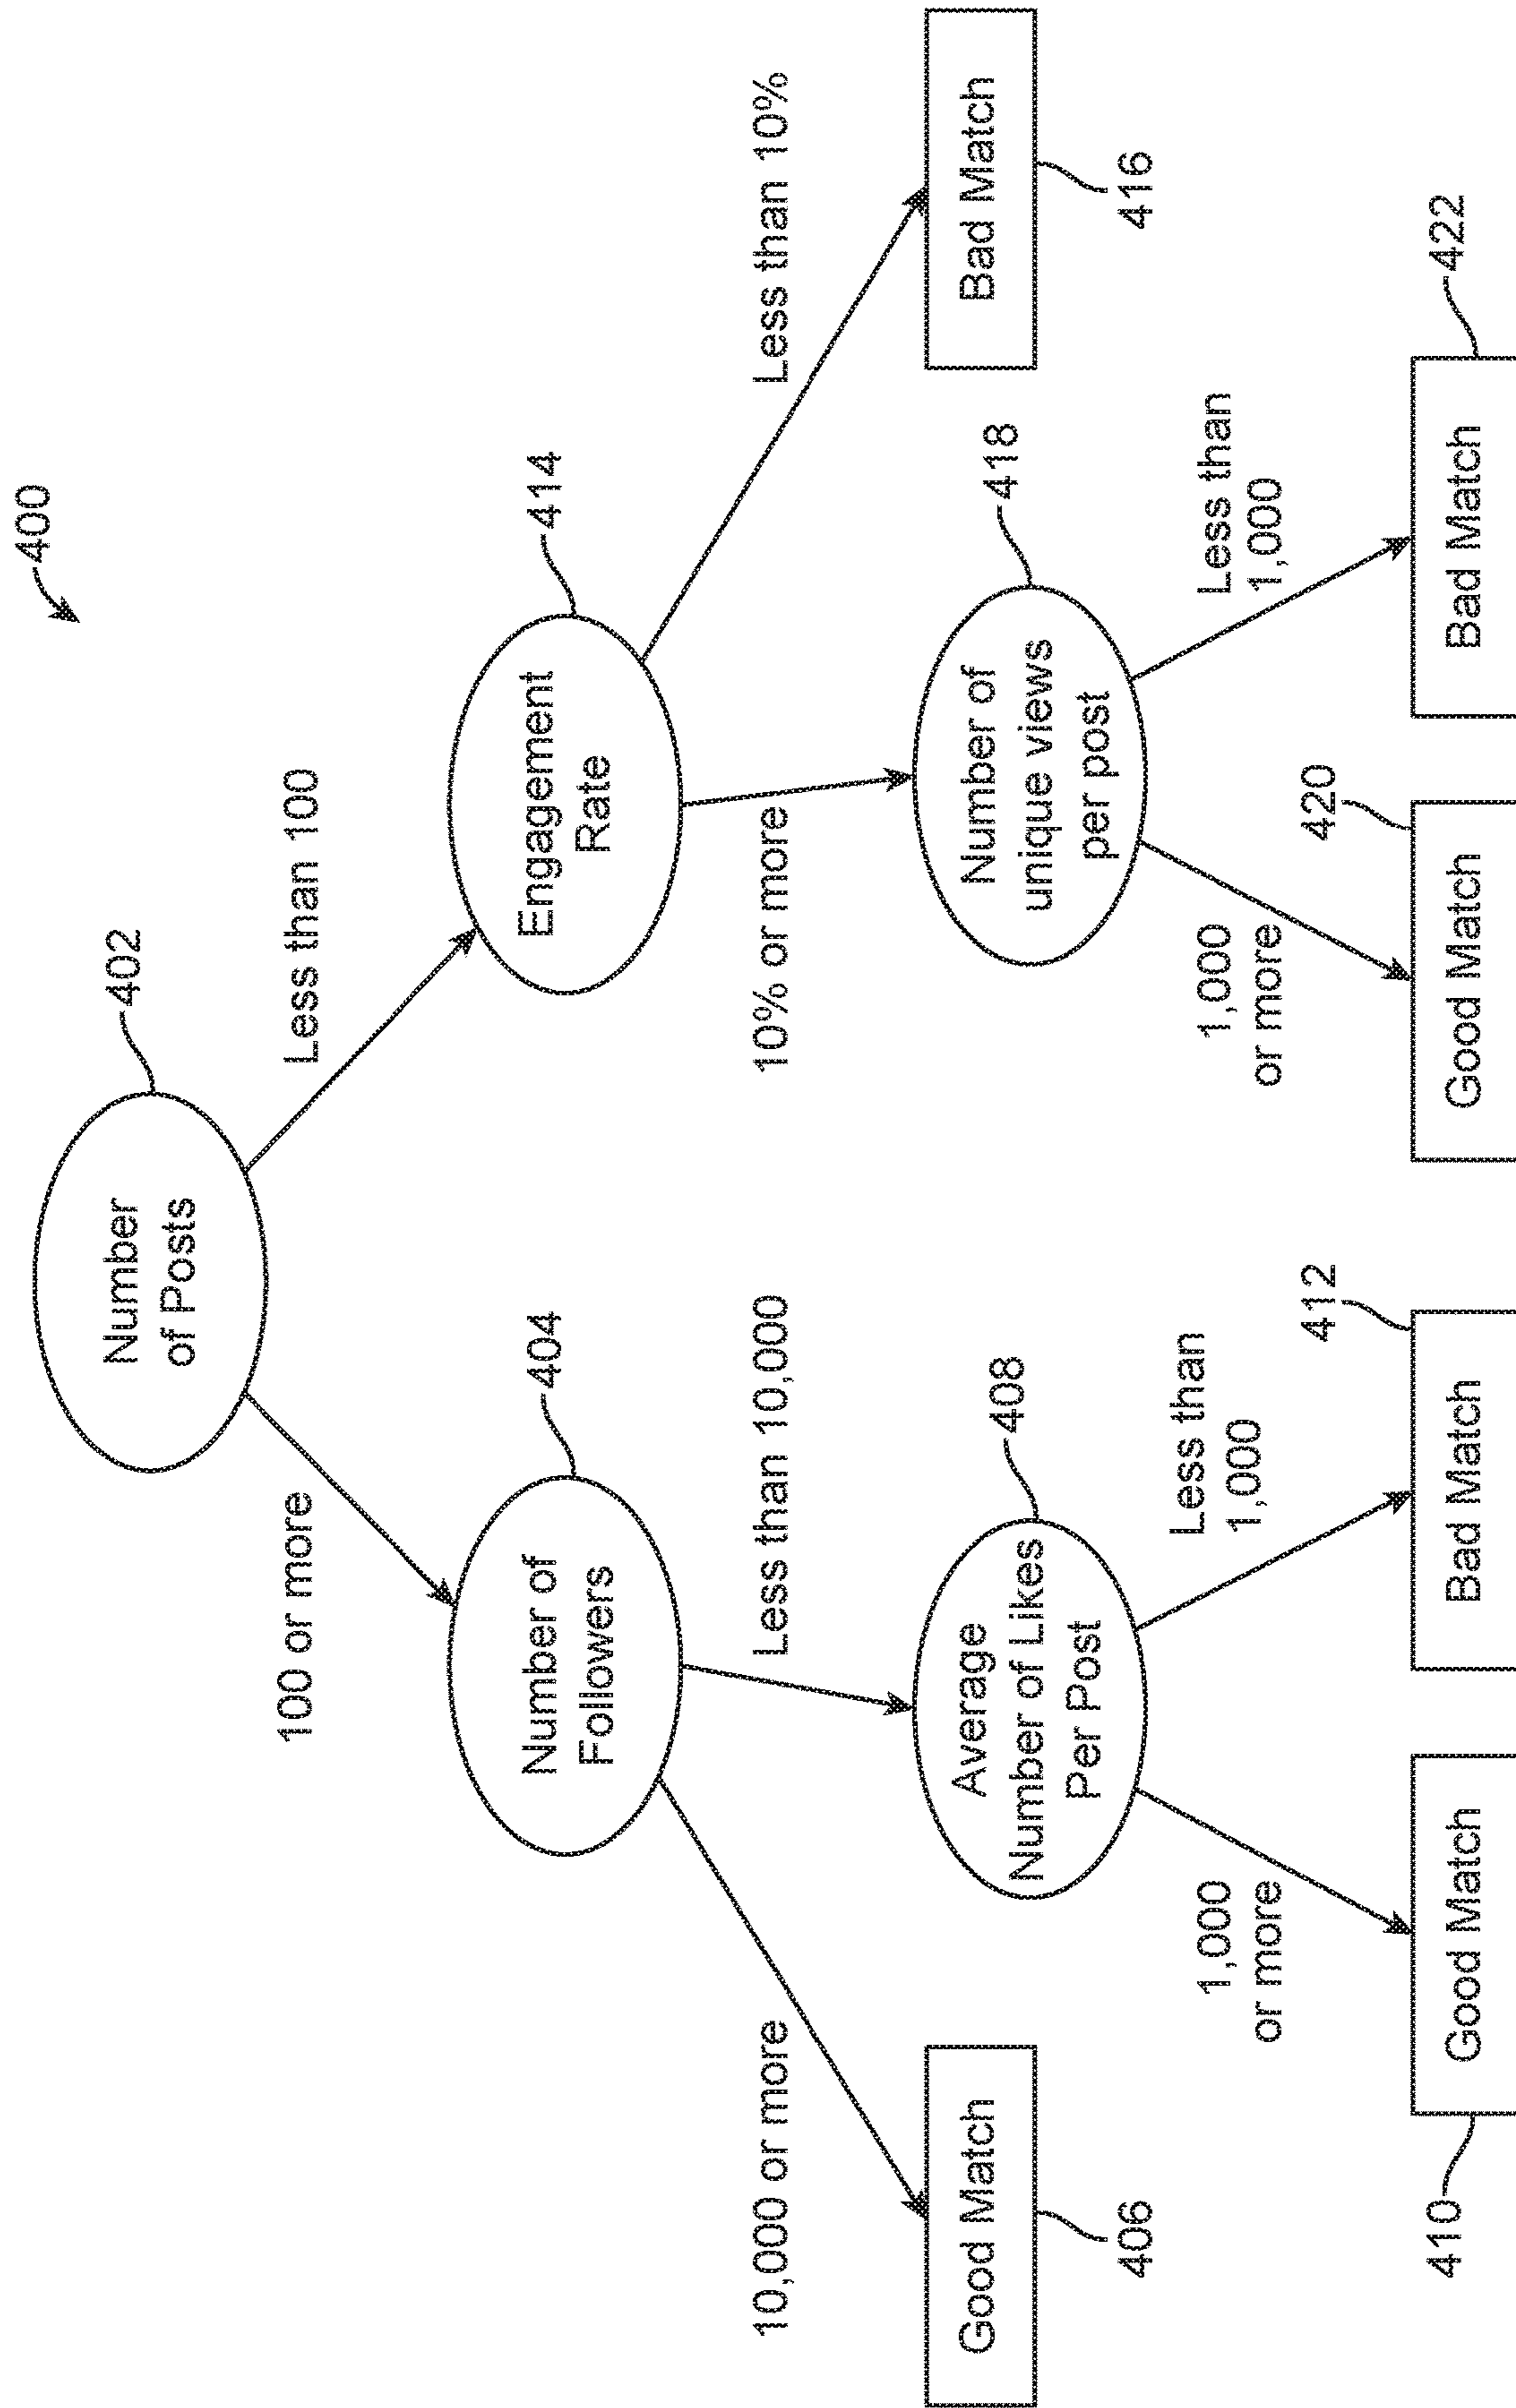 400
Number
of Posts
402
100 or more
Less than 100
Number of
Followers
404
Engagement
Rate
414
10,000 or more
Less than 10,000
10% or more
Less than 10%
Good Match
406
Average
Number of Likes
Per Post
408
Number of
unique views
per post
418
Bad Match
416
1,000
or more
Less than
1,000
1,000
or more
Less than
1,000
410
Good Match
412
Bad Match
420
Good Match
422
Bad Match